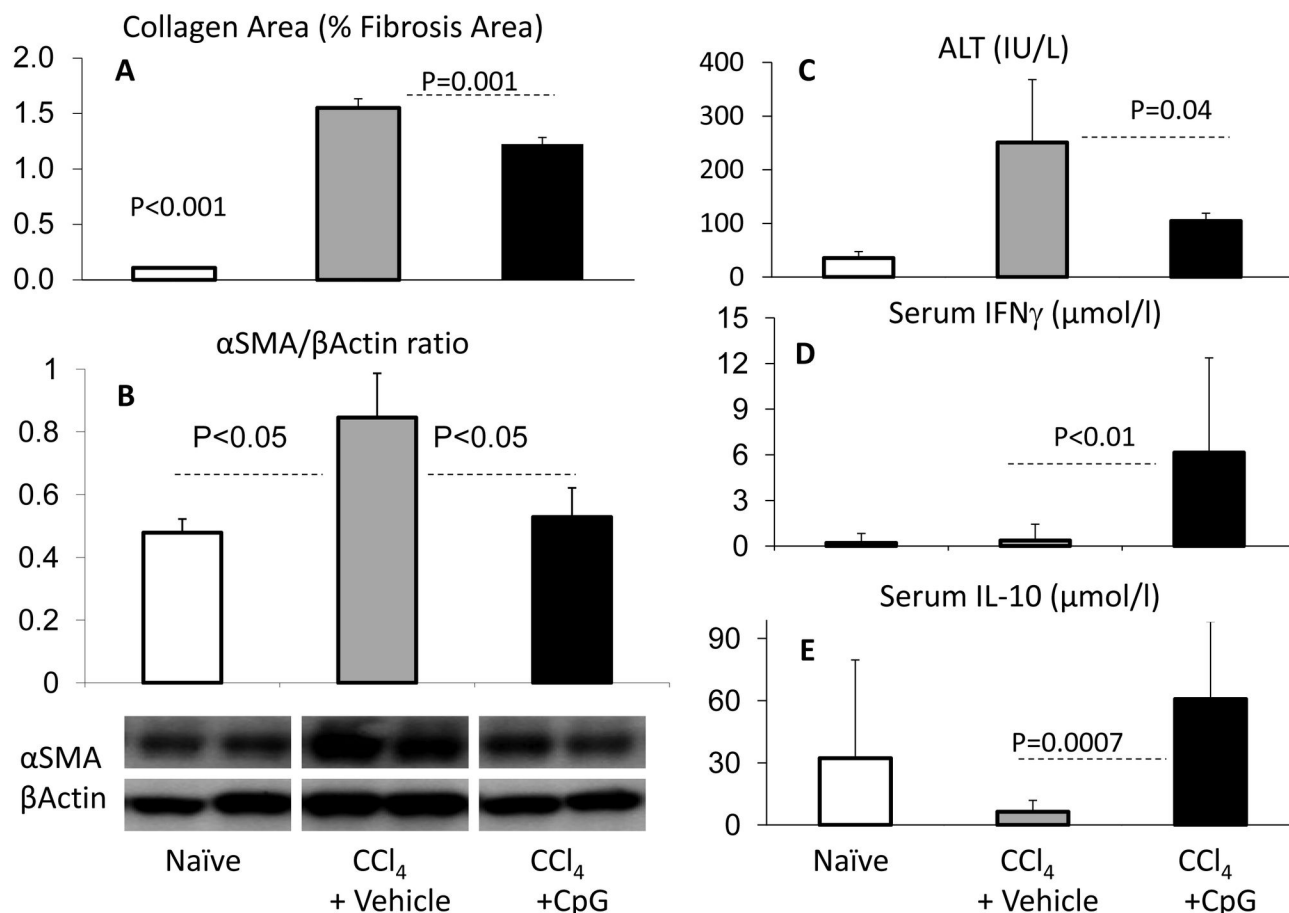 Collagen Area (% Fibrosis Area)
A
2.0
1.5
1.0
0.5
0.0
P<0.001
P=0.001
αSMA/βActin ratio
B
1
0.8
0.6
0.4
0.2
0
P<0.05
P<0.05
αSMA
βActin
Naïve
CCl₄
+ Vehicle
CCl₄
+CpG
ALT (IU/L)
C
400
300
200
100
0
P=0.04
Serum IFNγ (µmol/l)
D
15
12
9
6
3
0
P<0.01
Serum IL-10 (µmol/l)
E
90
60
30
0
P=0.0007
Naïve
CCl₄
+ Vehicle
CCl₄
+CpG